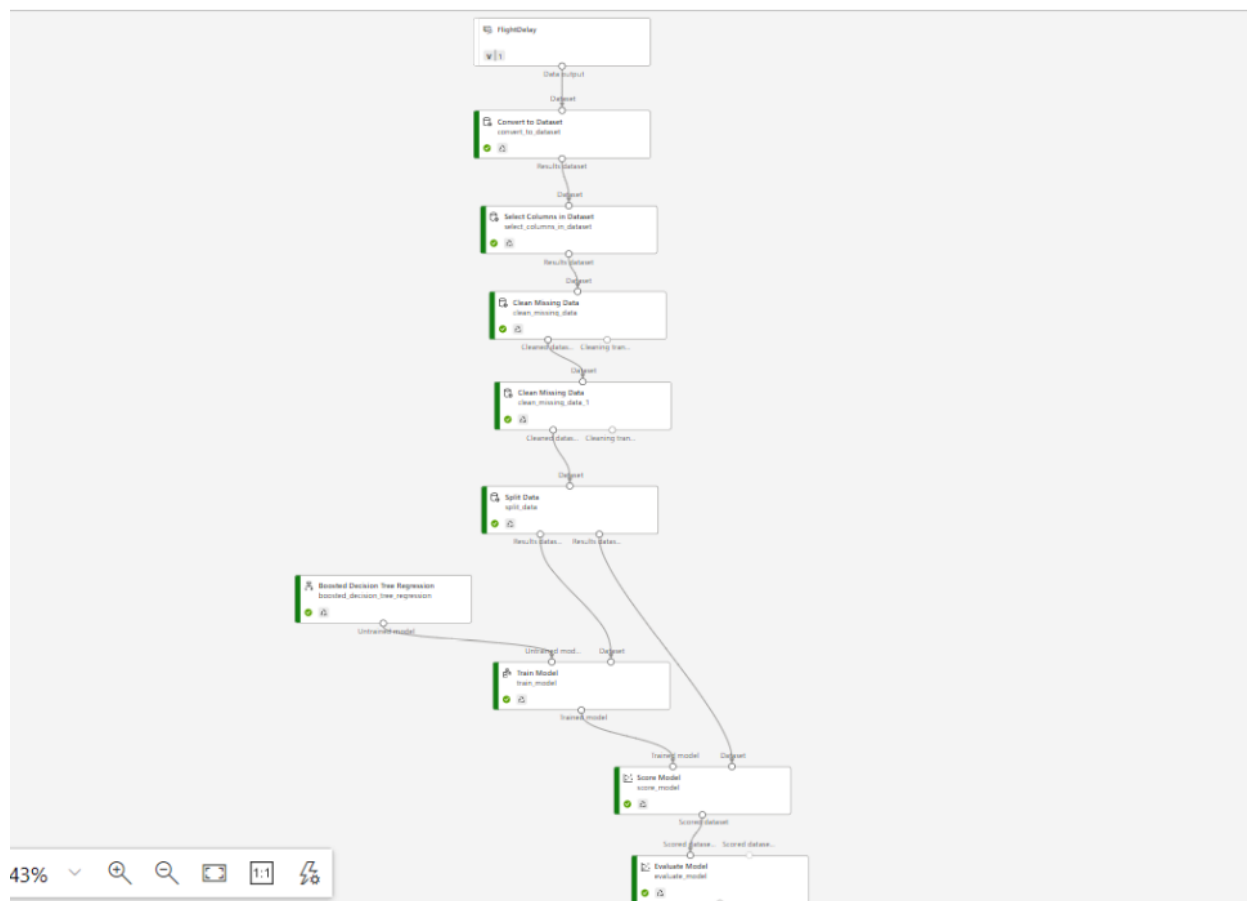 FlightDelay
1
Data output
Dataset
Convert to Dataset
convert_to_dataset
Results dataset
Dataset
Select Columns in Dataset
select_columns_in_dataset
Results dataset
Dataset
Clean Missing Data
clean_missing_data
Cleaned datas... Cleaning tran...
Dataset
Clean Missing Data
clean_missing_data_1
Cleaned datas... Cleaning tran...
Dataset
Split Data
split_data
Results datas... Results datas...
Boosted Decision Tree Regression
boosted_decision_tree_regression
Untrained model
Untrained mod... Dataset
Train Model
train_model
Trained model
Trained model Dataset
Score Model
score_model
Scored dataset
Scored datase... Scored datase...
Evaluate Model
evaluate_model
43%
1:1